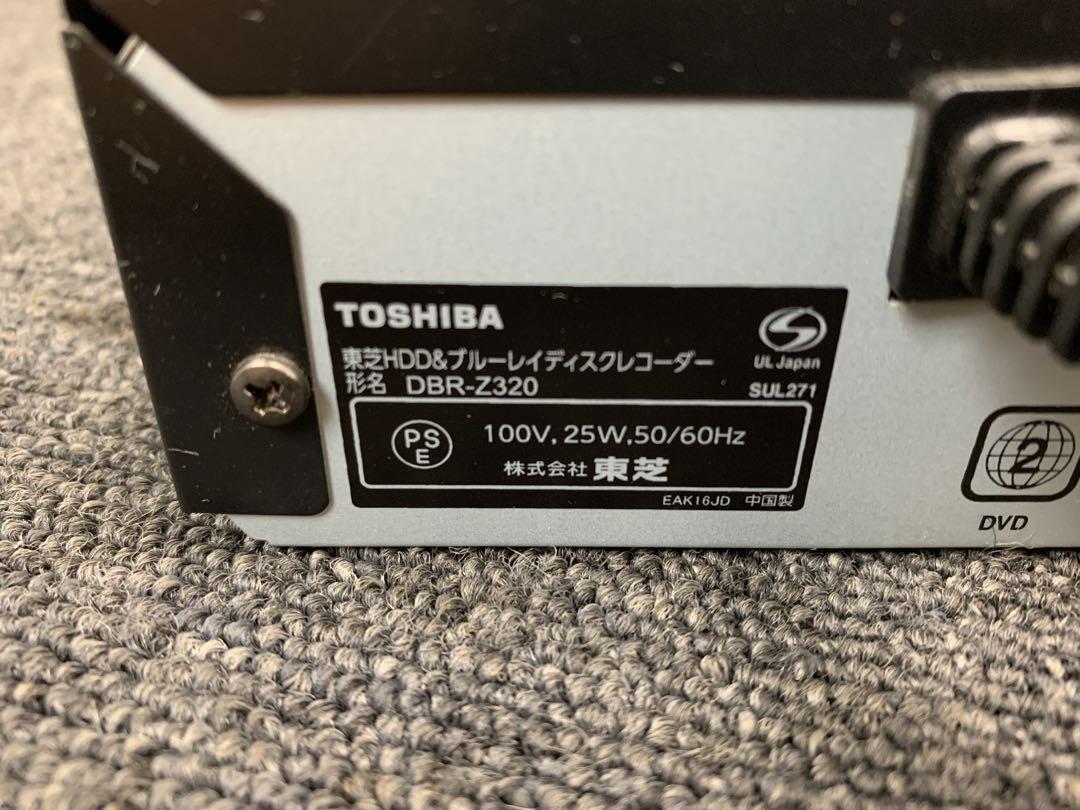 TOSHIBA
UL Japan
東芝HDD&ブルーレイディスクレコーダー
形名 DBR-Z320
SUL271
PS
E
100V, 25W, 50/60Hz
株式会社 東芝
EAK16JD 中国製
2
DVD